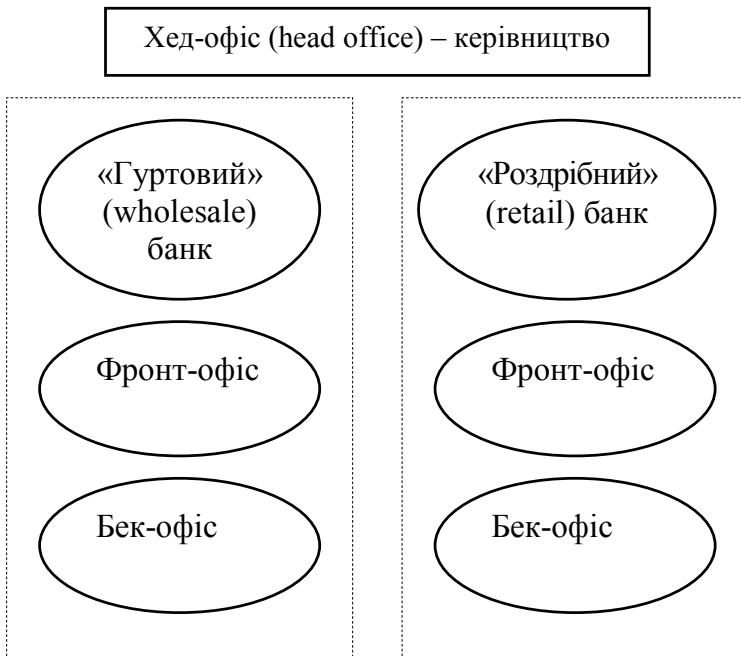 Хед-офіс (head office) – керівництво
«Гуртовий»
(wholesale)
банк
Фронт-офіс
Бек-офіс
«Роздрібний»
(retail) банк
Фронт-офіс
Бек-офіс